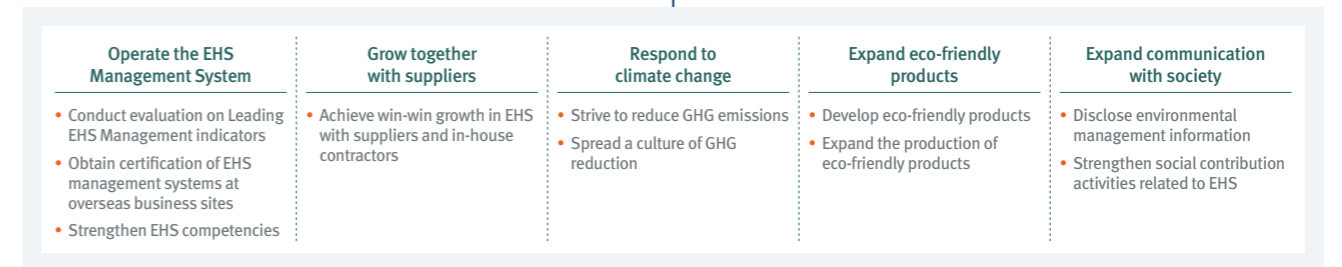 Operate the EHS
Management System
• Conduct evaluation on Leading
EHS Management indicators
• Obtain certification of EHS
management systems at
overseas business sites
• Strengthen EHS competencies
Grow together
with suppliers
• Achieve win-win growth in EHS
with suppliers and in-house
contractors
Respond to
climate change
• Strive to reduce GHG emissions
• Spread a culture of GHG
reduction
Expand eco-friendly
products
• Develop eco-friendly products
• Expand the production of
eco-friendly products
Expand communication
with society
• Disclose environmental
management information
• Strengthen social contribution
activities related to EHS